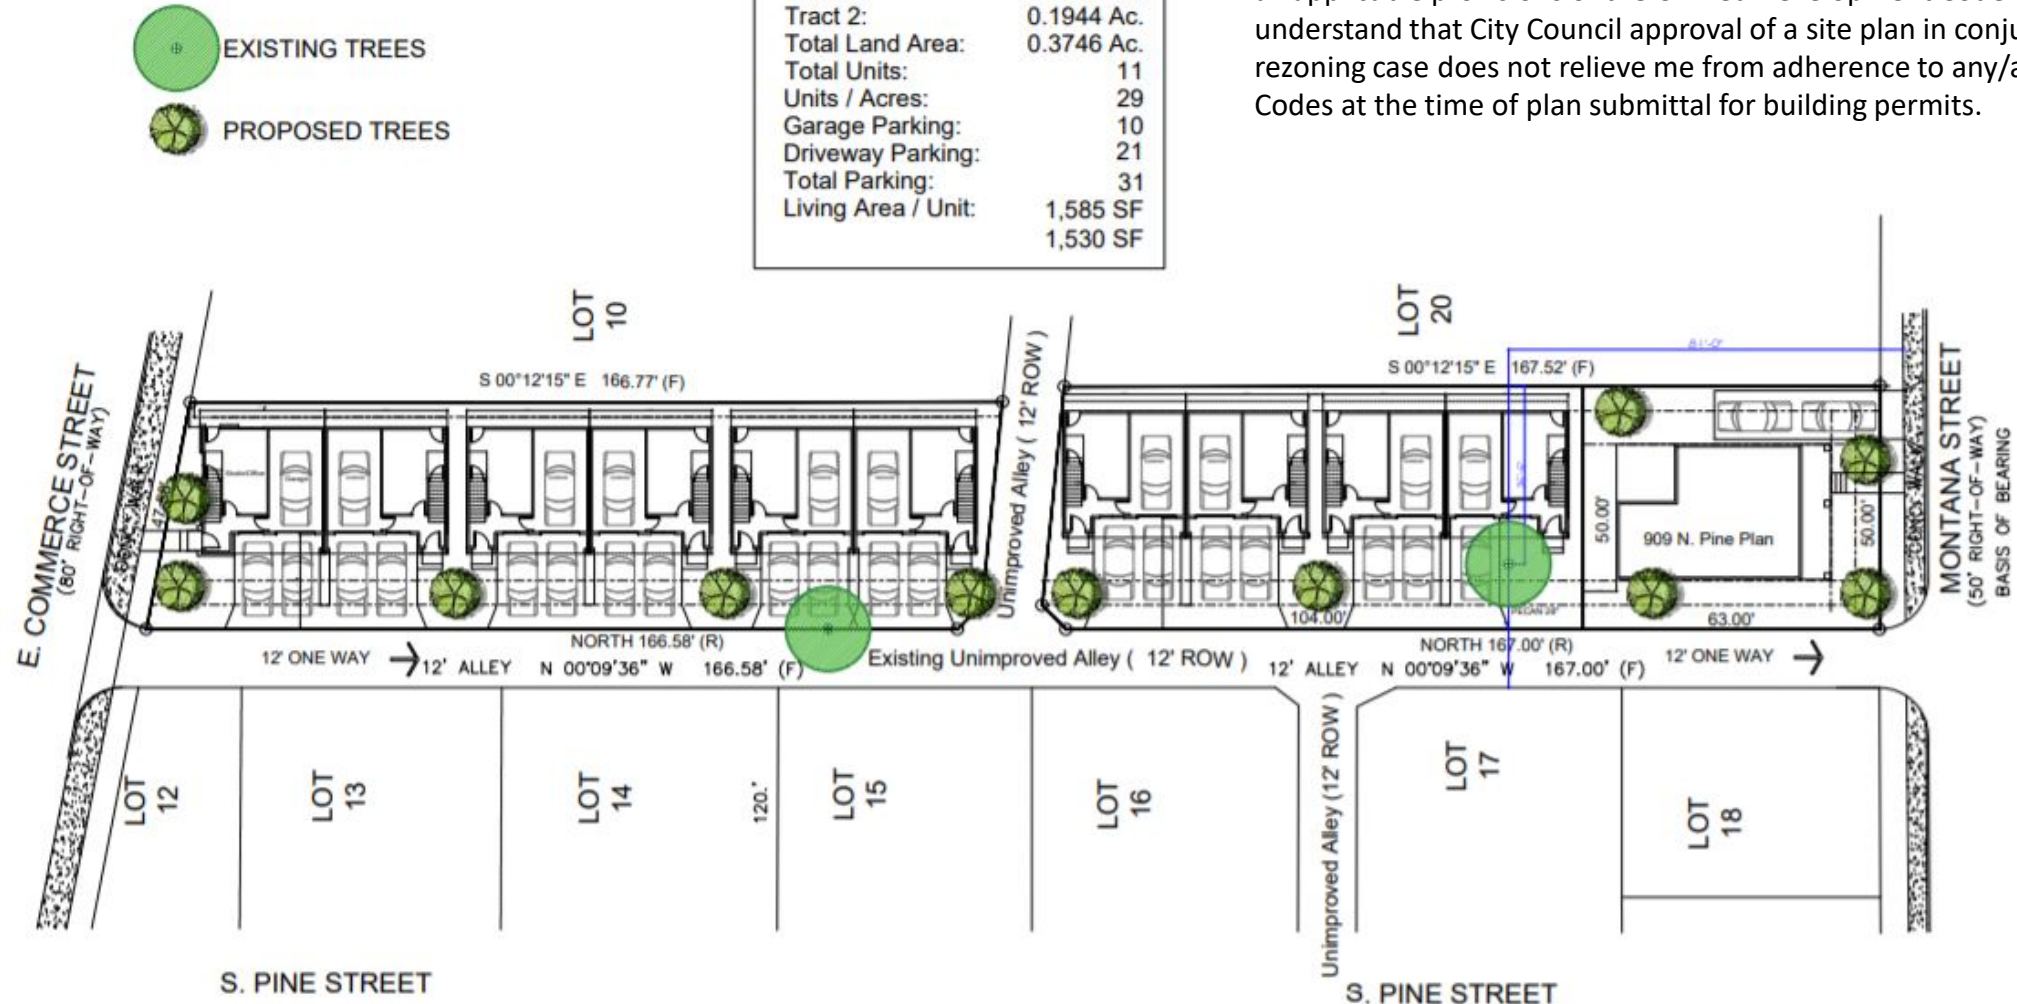 EXISTING TREES
PROPOSED TREES
Tract 2: 0.1944 Ac.
Total Land Area: 0.3746 Ac.
Total Units: 11
Units / Acres: 29
Garage Parking: 10
Driveway Parking: 21
Total Parking: 31
Living Area / Unit: 1,585 SF
1,530 SF
understand that City Council approval of a site plan in conju
rezoning case does not relieve me from adherence to any/a
Codes at the time of plan submittal for building permits.
LOT
10
LOT
20
S 00°12'15" E 166.77' (F)
S 00°12'15" E 167.52' (F)
81'-0"
E. COMMERCE STREET
(80' RIGHT-OF-WAY)
Unimproved Alley ( 12' ROW )
MONTANA STREET
(50' RIGHT-OF-WAY)
BASIS OF BEARING
Garage
50.00'
909 N. Pine Plan
50.00'
104.00'
63.00'
NORTH 166.58' (R)
NORTH 167.00' (R)
12' ONE WAY
12' ALLEY N 00°09'36" W 166.58' (F)
Existing Unimproved Alley ( 12' ROW )
12' ALLEY N 00°09'36" W 167.00' (F)
12' ONE WAY
LOT
12
LOT
13
LOT
14
120.'
LOT
15
LOT
16
Unimproved Alley (12' ROW )
LOT
17
LOT
18
S. PINE STREET
S. PINE STREET